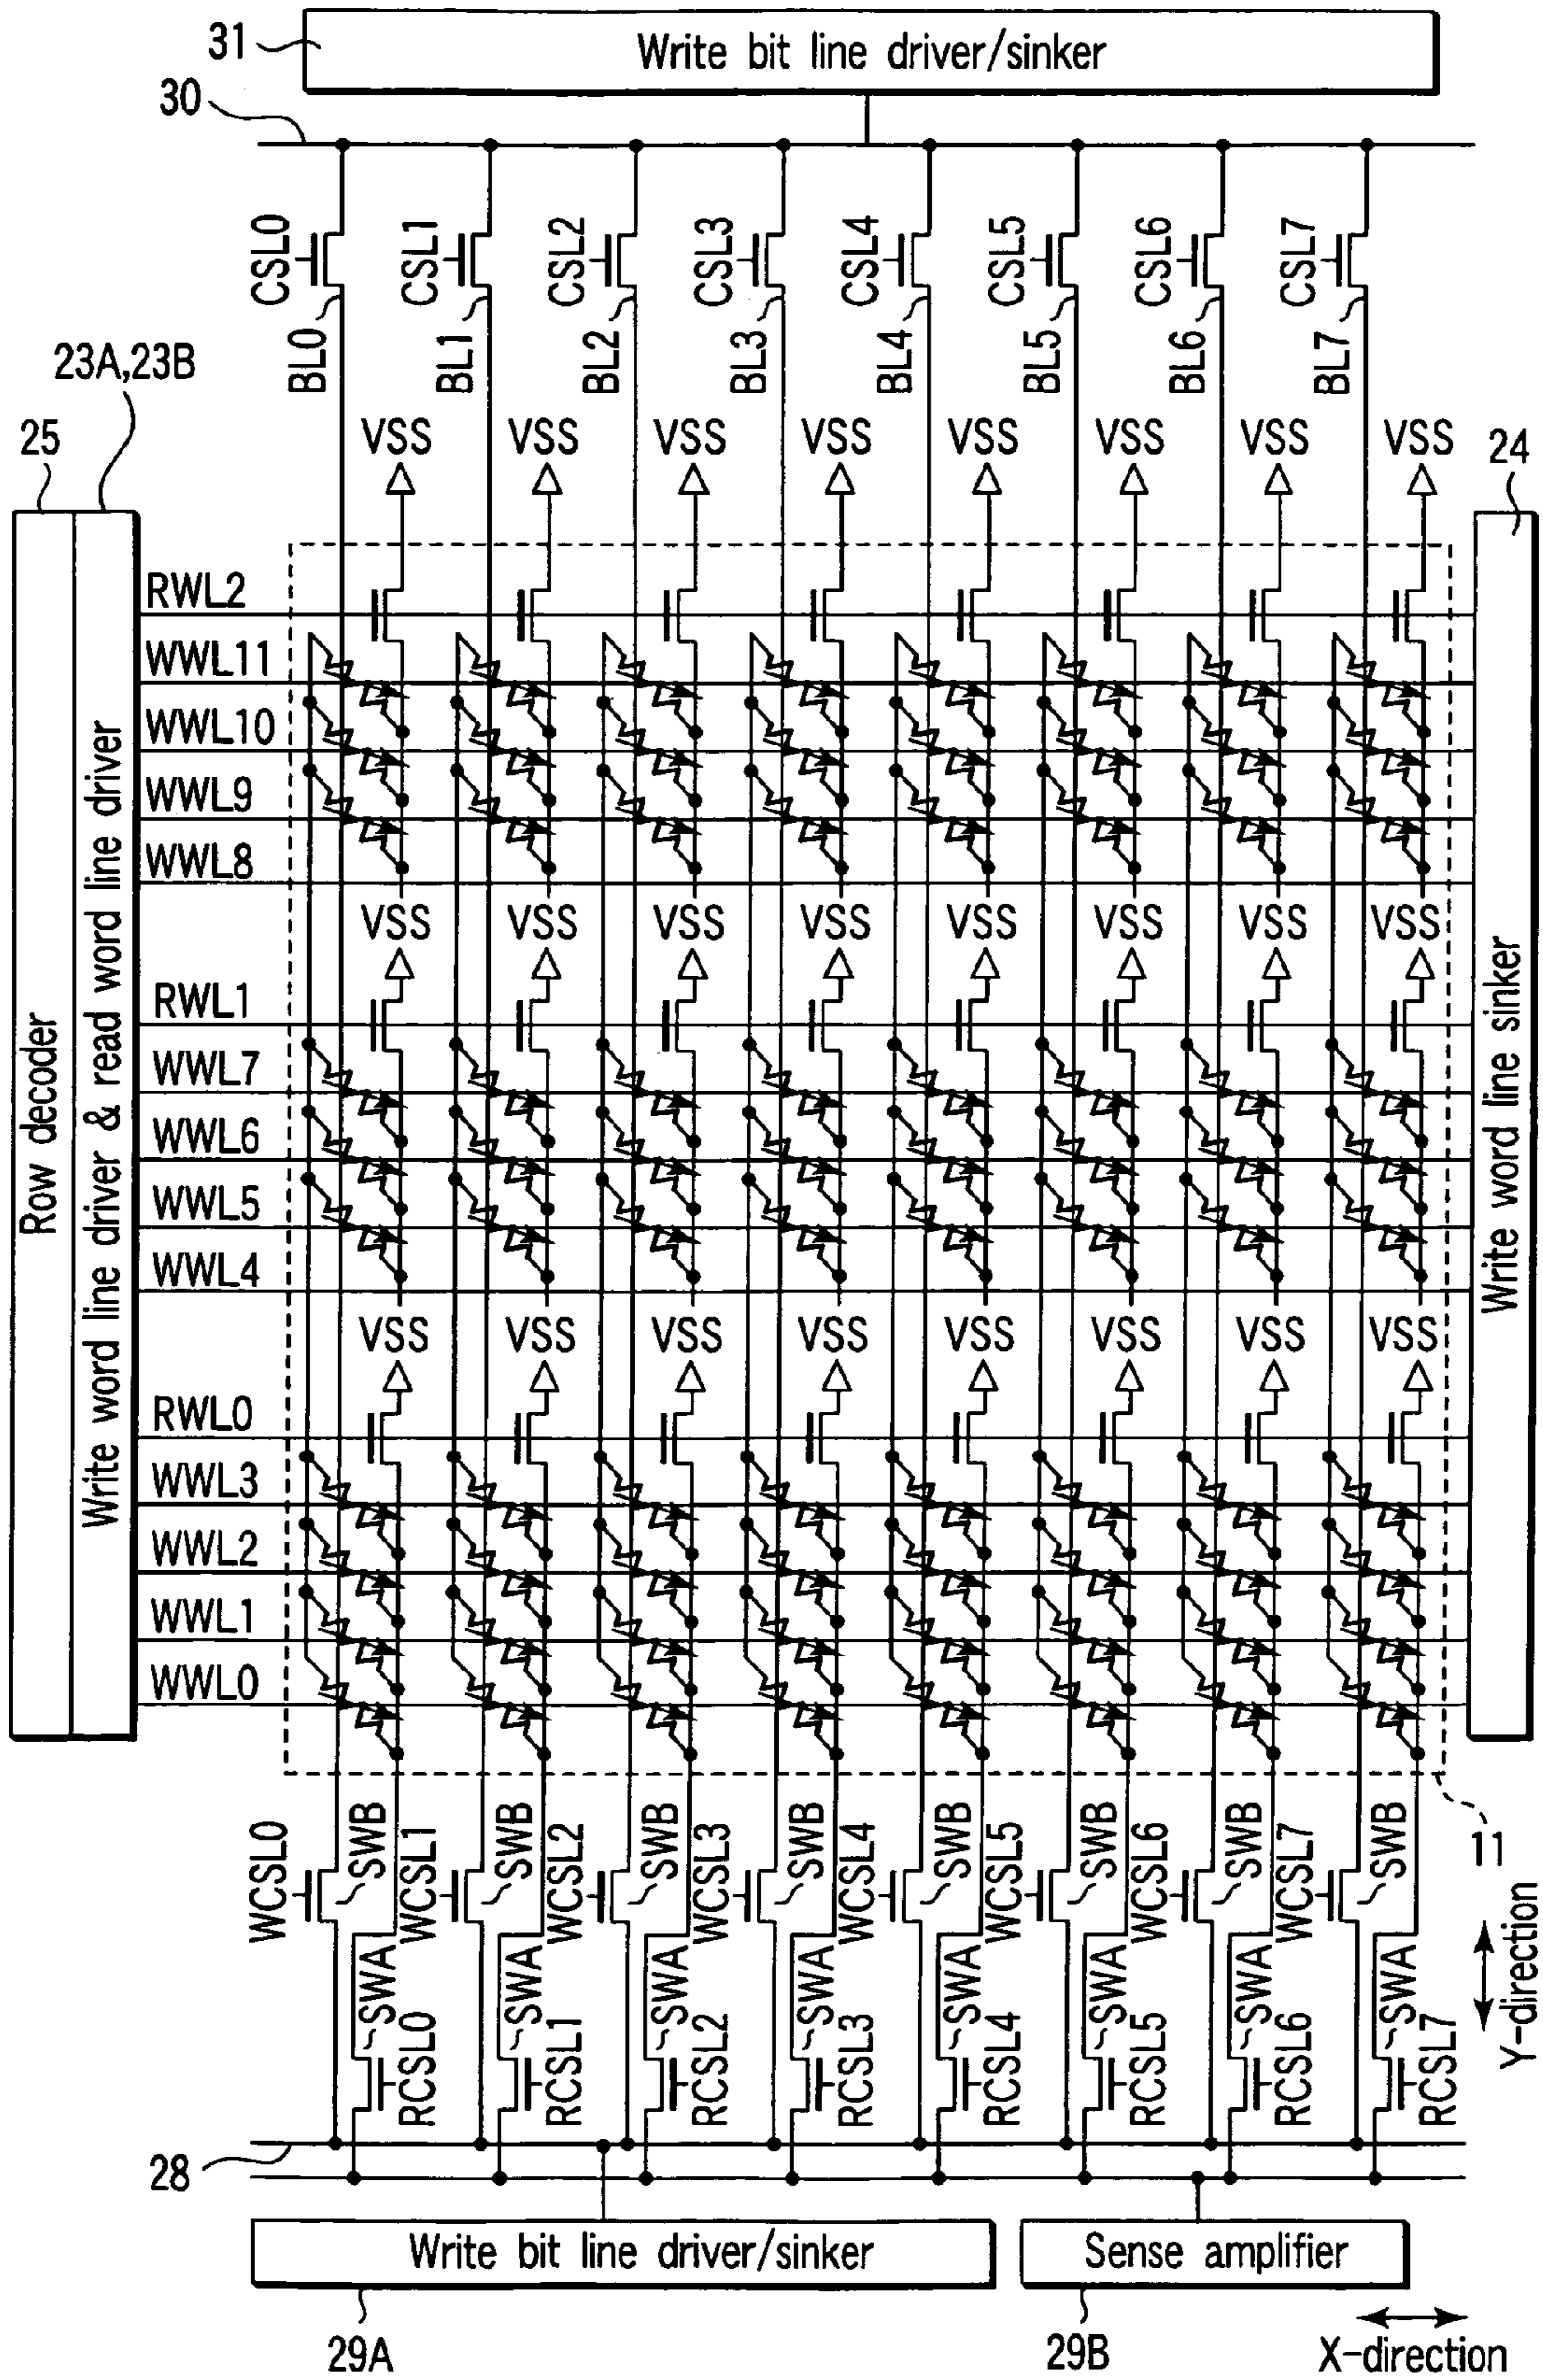 31
Write bit line driver/sinker
30
CSL0 CSL1 CSL2 CSL3 CSL4 CSL5 CSL6 CSL7
BL0 BL1 BL2 BL3 BL4 BL5 BL6 BL7
23A,23B
25
24
VSS VSS VSS VSS VSS VSS VSS VSS
RWL2
WWL11
WWL10
WWL9
WWL8
VSS VSS VSS VSS VSS VSS VSS VSS
RWL1
WWL7
WWL6
WWL5
WWL4
VSS VSS VSS VSS VSS VSS VSS VSS
RWL0
WWL3
WWL2
WWL1
WWL0
Row decoder
Write word line driver & read word line driver
Write word line sinker
11
WCSL0 SWB WCSL1 SWB WCSL2 SWB WCSL3 SWB WCSL4 SWB WCSL5 SWB WCSL6 SWB WCSL7 SWB
SWA SWA SWA SWA SWA SWA SWA SWA
RCSL0 RCSL1 RCSL2 RCSL3 RCSL4 RCSL5 RCSL6 RCSL7
Y-direction
28
Write bit line driver/sinker
Sense amplifier
29A
29B
X-direction